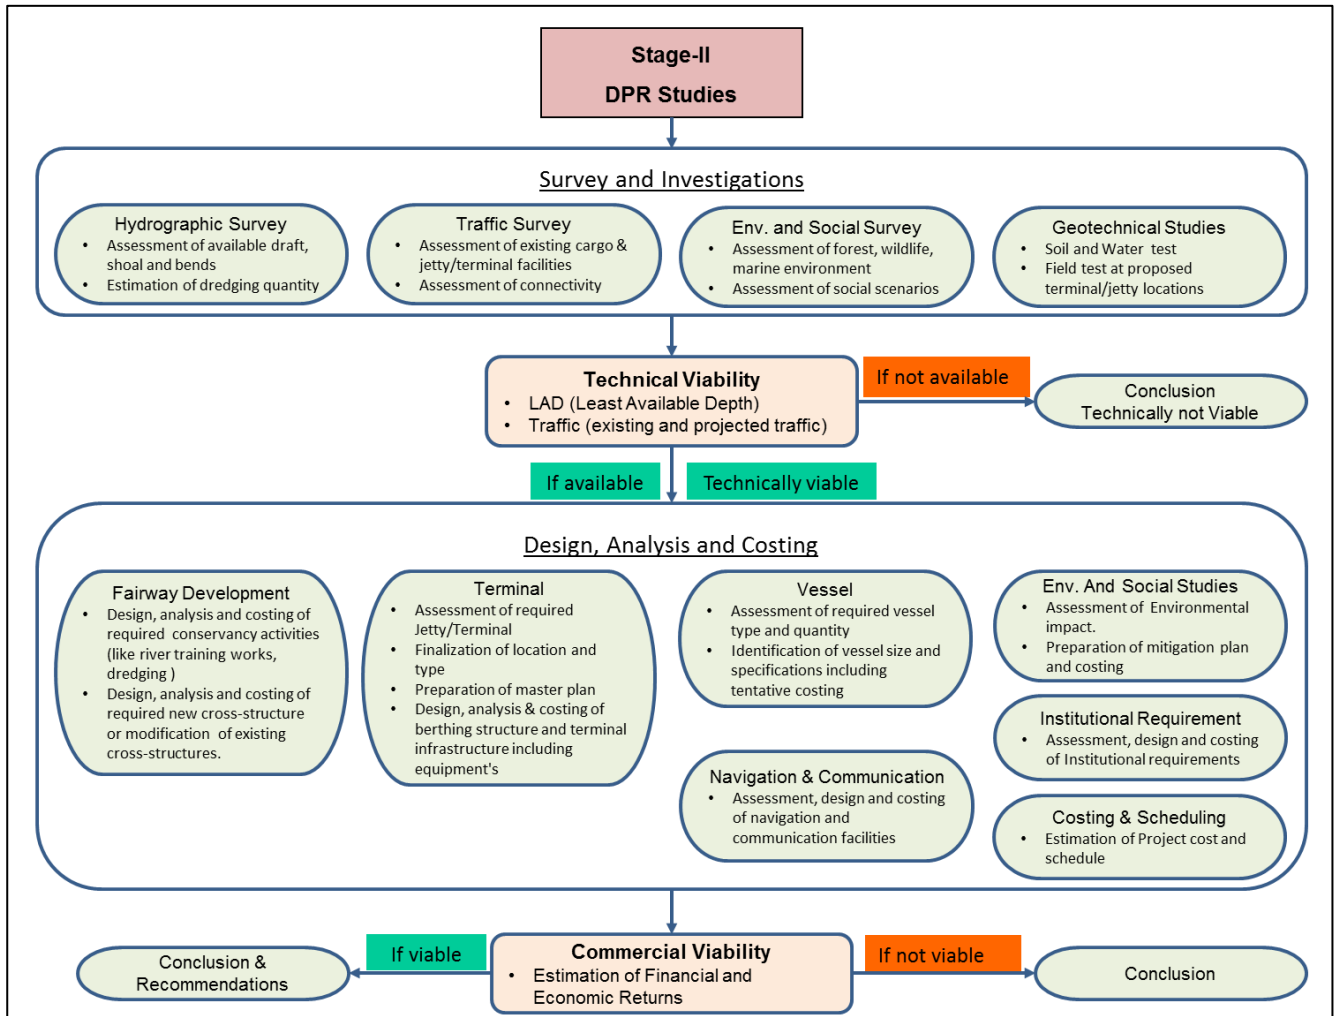 Stage-II
DPR Studies
Survey and Investigations
Hydrographic Survey
• Assessment of available draft,
shoal and bends
• Estimation of dredging quantity
Traffic Survey
• Assessment of existing cargo &
jetty/terminal facilities
• Assessment of connectivity
Env. and Social Survey
• Assessment of forest, wildlife,
marine environment
• Assessment of social scenarios
Geotechnical Studies
• Soil and Water test
• Field test at proposed
terminal/jetty locations
Technical Viability
• LAD (Least Available Depth)
• Traffic (existing and projected traffic)
If not available
Conclusion
Technically not Viable
If available
Technically viable
Design, Analysis and Costing
Fairway Development
• Design, analysis and costing of
required conservancy activities
(like river training works,
dredging )
• Design, analysis and costing of
required new cross-structure
or modification of existing
cross-structures.
Terminal
• Assessment of required
Jetty/Terminal
• Finalization of location and
type
• Preparation of master plan
• Design, analysis & costing of
berthing structure and terminal
infrastructure including
equipment's
Vessel
• Assessment of required vessel
type and quantity
• Identification of vessel size and
specifications including
tentative costing
Navigation & Communication
• Assessment, design and costing
of navigation and
communication facilities
Env. And Social Studies
• Assessment of Environmental
impact.
• Preparation of mitigation plan
and costing
Institutional Requirement
• Assessment, design and costing
of Institutional requirements
Costing & Scheduling
• Estimation of Project cost and
schedule
Commercial Viability
• Estimation of Financial and
Economic Returns
If viable
Conclusion &
Recommendations
If not viable
Conclusion